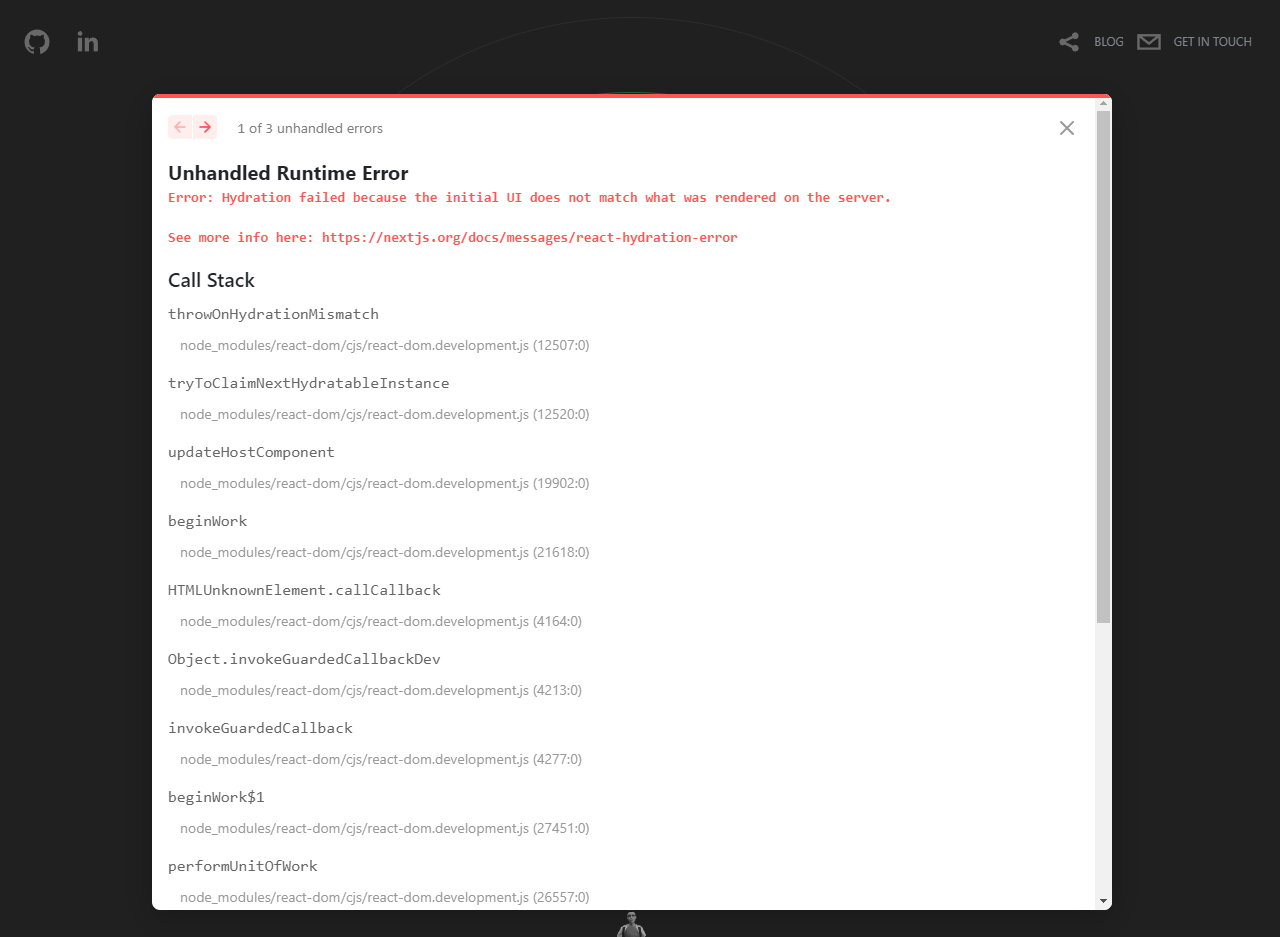 in
BLOG
GET IN TOUCH
1 of 3 unhandled errors
Unhandled Runtime Error
Error: Hydration failed because the initial UI does not match what was rendered on the server.
See more info here: https://nextjs.org/docs/messages/react-hydration-error
Call Stack
throwOnHydrationMismatch
node_modules/react-dom/cjs/react-dom.development.js (12507:0)
tryToClaimNextHydratableInstance
node_modules/react-dom/cjs/react-dom.development.js (12520:0)
updateHostComponent
node_modules/react-dom/cjs/react-dom.development.js (19902:0)
beginWork
node_modules/react-dom/cjs/react-dom.development.js (21618:0)
HTMLUnknownElement.callCallback
node_modules/react-dom/cjs/react-dom.development.js (4164:0)
Object.invokeGuardedCallbackDev
node_modules/react-dom/cjs/react-dom.development.js (4213:0)
invokeGuardedCallback
node_modules/react-dom/cjs/react-dom.development.js (4277:0)
beginWork$1
node_modules/react-dom/cjs/react-dom.development.js (27451:0)
performUnitOfWork
node_modules/react-dom/cjs/react-dom.development.js (26557:0)